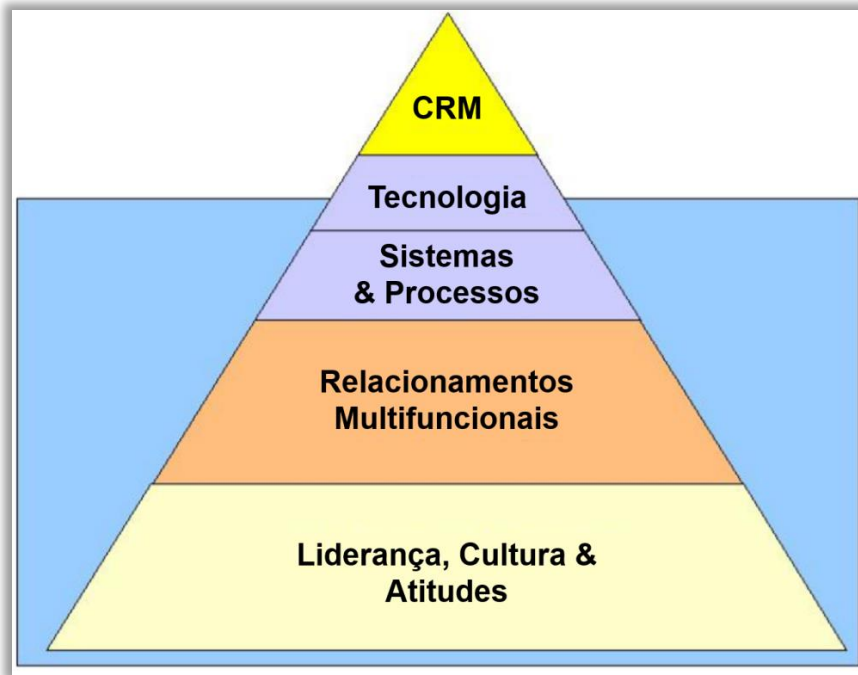 CRM
Tecnologia
Sistemas
& Processos
Relacionamentos
Multifuncionais
Liderança, Cultura &
Atitudes